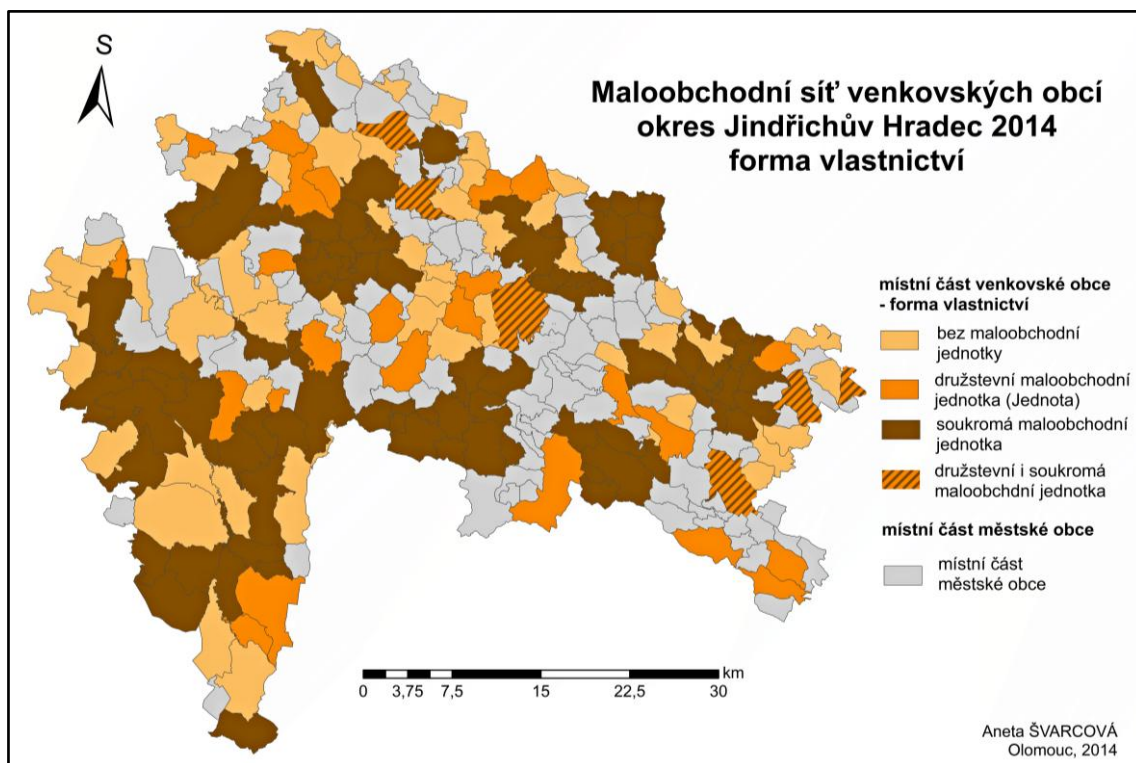 S
Maloobchodní síť venkovských obcí
okres Jindřichův Hradec 2014
forma vlastnictví
místní část venkovské obce
- forma vlastnictví
bez maloobchodní
jednotky
družstevní maloobchodní
jednotka (Jednota)
soukromá maloobchodní
jednotka
družstevní i soukromá
maloobchdní jednotka
místní část městské obce
místní část
městské obce
km
0 3,75 7,5 15 22,5 30
Aneta ŠVARCOVÁ
Olomouc, 2014